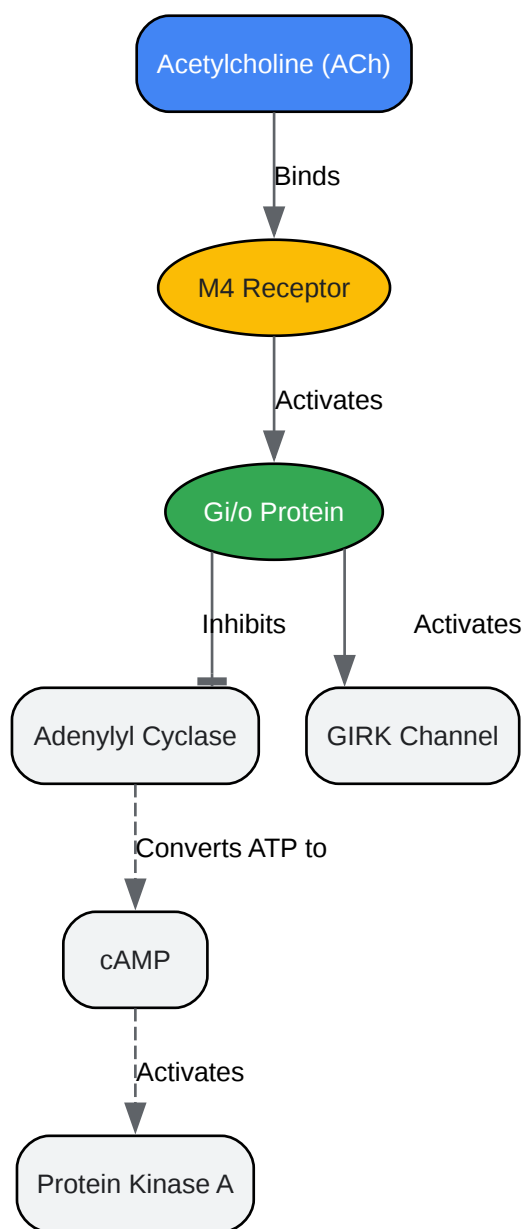 Acetylcholine (ACh)
Binds
M4 Receptor
Activates
Gi/o Protein
Inhibits
Activates
Adenylyl Cyclase
GIRK Channel
Converts ATP to
cAMP
Activates
Protein Kinase A